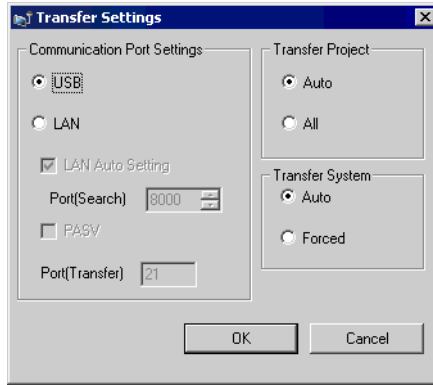 Transfer Settings
Communication Port Settings
USB
LAN
LAN Auto Setting
Port(Search) 8000
PASV
Port(Transfer) 21
Transfer Project
Auto
All
Transfer System
Auto
Forced
OK Cancel